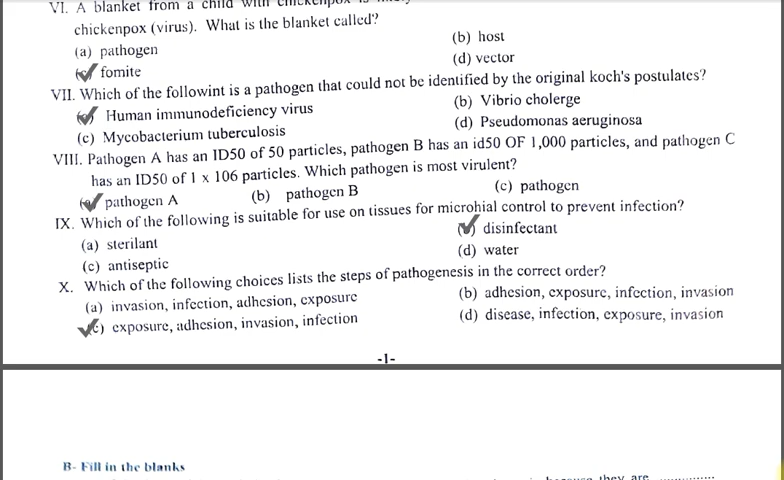 VI. A blanket from a child with chickenpox is
chickenpox (virus). What is the blanket called?
(a) pathogen (b) host
(c) fomite (d) vector
VII. Which of the followint is a pathogen that could not be identified by the original koch's postulates?
(a) Human immunodeficiency virus (b) Vibrio cholerge
(c) Mycobacterium tuberculosis (d) Pseudomonas aeruginosa
VIII. Pathogen A has an ID50 of 50 particles, pathogen B has an id50 OF 1,000 particles, and pathogen C
has an ID50 of 1 x 106 particles. Which pathogen is most virulent?
(a) pathogen A (b) pathogen B (c) pathogen
IX. Which of the following is suitable for use on tissues for microhial control to prevent infection?
(a) sterilant (b) disinfectant
(c) antiseptic (d) water
X. Which of the following choices lists the steps of pathogenesis in the correct order?
(a) invasion, infection, adhesion, exposure (b) adhesion, exposure, infection, invasion
(c) exposure, adhesion, invasion, infection (d) disease, infection, exposure, invasion
-1-
B- Fill in the blanks
because they are ..............